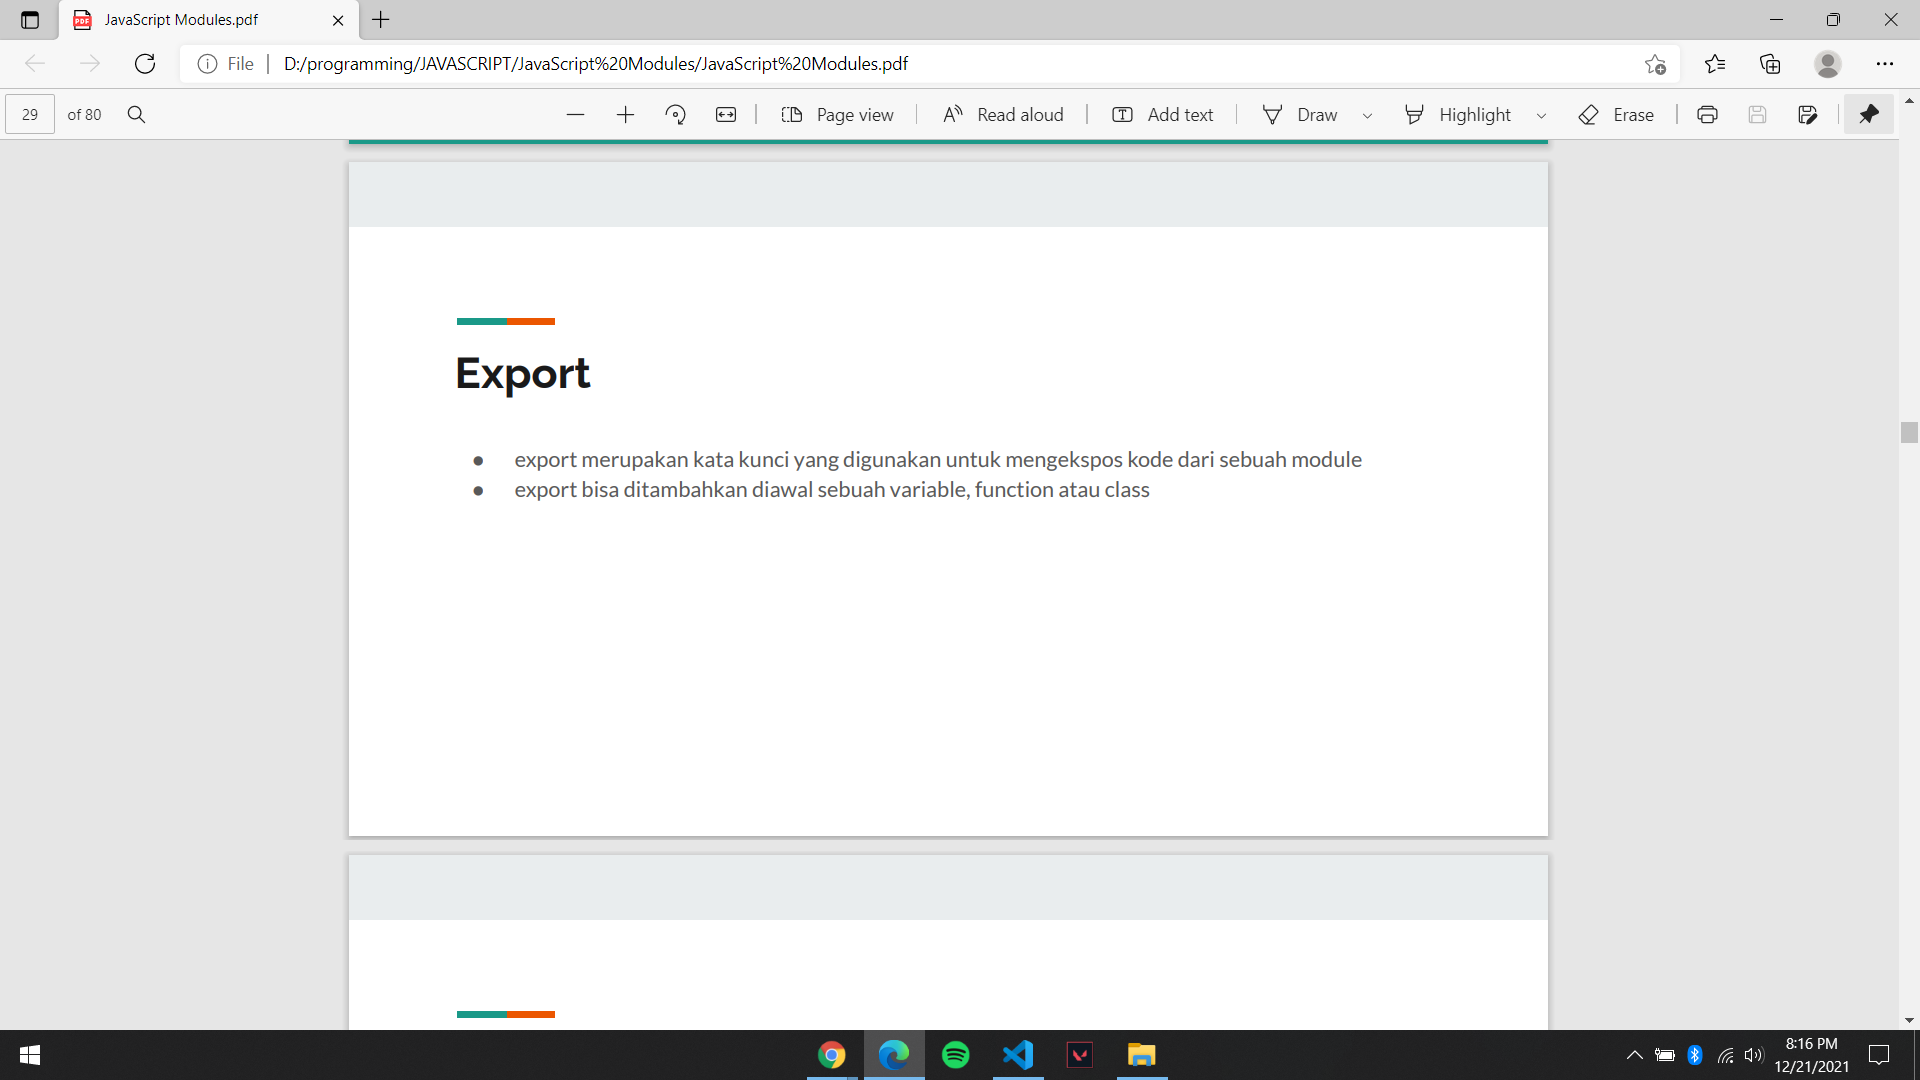 JavaScript Modules.pdf
File D:/programming/JAVASCRIPT/JavaScript%20Modules/JavaScript%20Modules.pdf
29 of 80 Page view Read aloud Add text Draw Highlight Erase
Export
● export merupakan kata kunci yang digunakan untuk mengekspos kode dari sebuah module
● export bisa ditambahkan diawal sebuah variable, function atau class
8:16 PM
12/21/2021